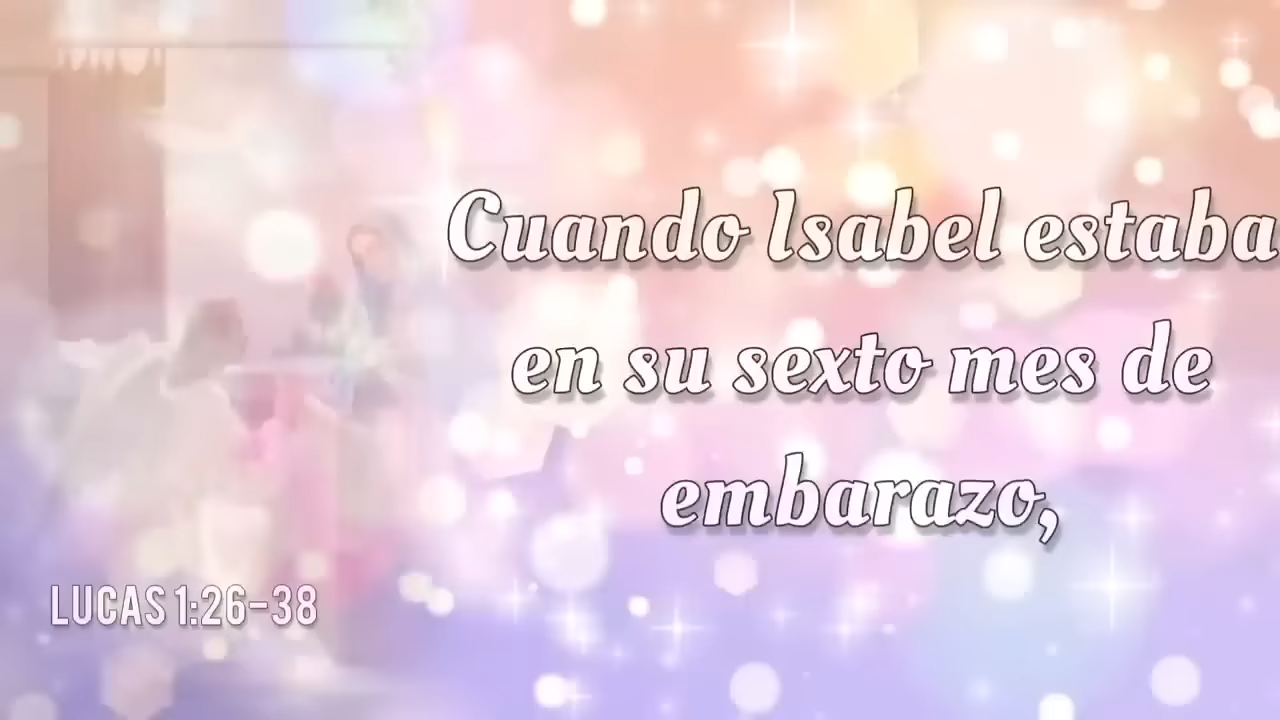 Cuando Isabel estaba
en su sexto mes de
embarazo,
LUCAS 1:26-38